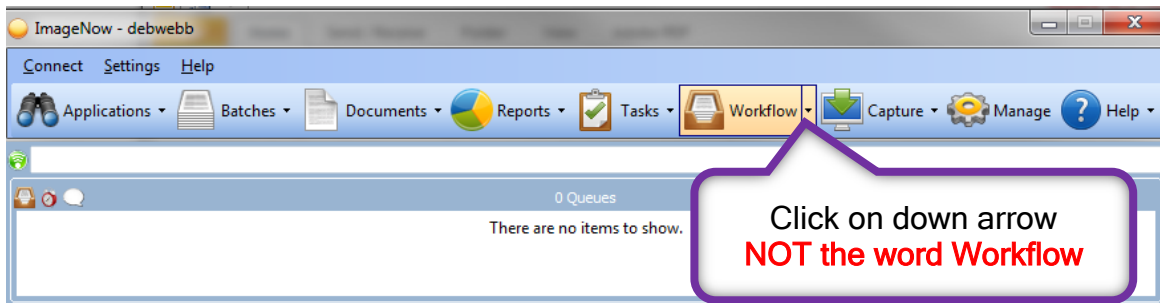 ImageNow - debwebb
Connect Settings Help
Applications Batches Documents Reports Tasks Workflow Capture Manage Help
0 Queues
There are no items to show.
Click on down arrow
NOT the word Workflow